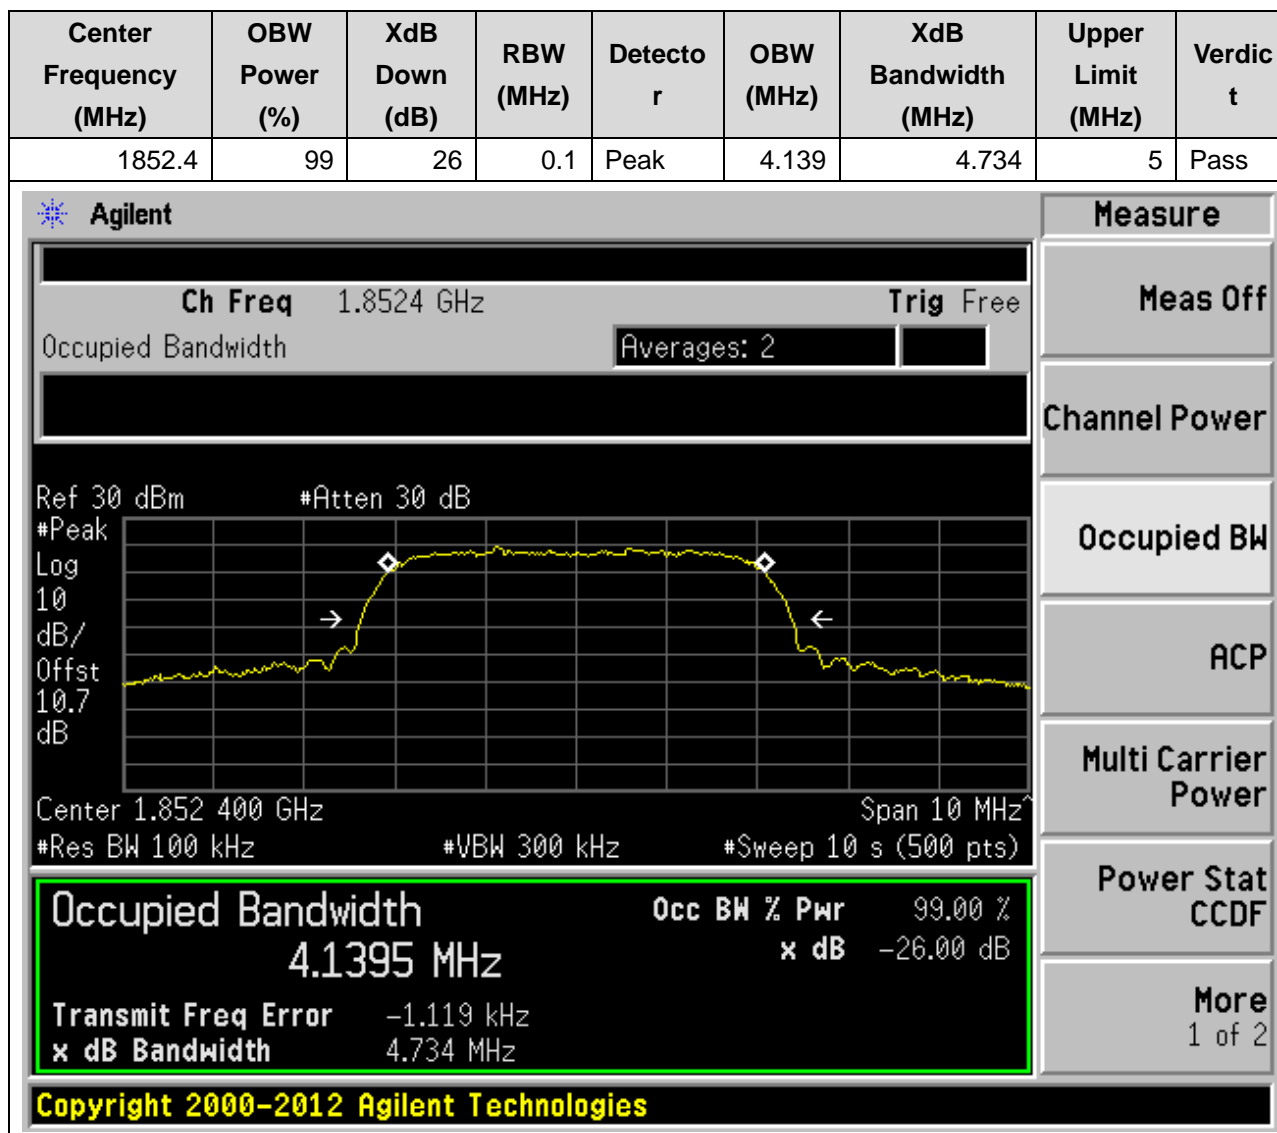 Center Frequency (MHz) OBW Power (%) XdB Down (dB) RBW (MHz) Detecto r OBW (MHz) XdB Bandwidth (MHz) Upper Limit (MHz) Verdic t
1852.4 99 26 0.1 Peak 4.139 4.734 5 Pass
Agilent
Ch Freq 1.8524 GHz Trig Free
Occupied Bandwidth Averages: 2
Ref 30 dBm #Atten 30 dB
#Peak
Log
10
dB/
Offst
10.7
dB
Center 1.852 400 GHz Span 10 MHz^
#Res BW 100 kHz #VBW 300 kHz #Sweep 10 s (500 pts)
Occupied Bandwidth Occ BW % Pwr 99.00 %
4.1395 MHz x dB -26.00 dB
Transmit Freq Error -1.119 kHz
x dB Bandwidth 4.734 MHz
Copyright 2000-2012 Agilent Technologies
Measure
Meas Off
Channel Power
Occupied BW
ACP
Multi Carrier
Power
Power Stat
CCDF
More
1 of 2